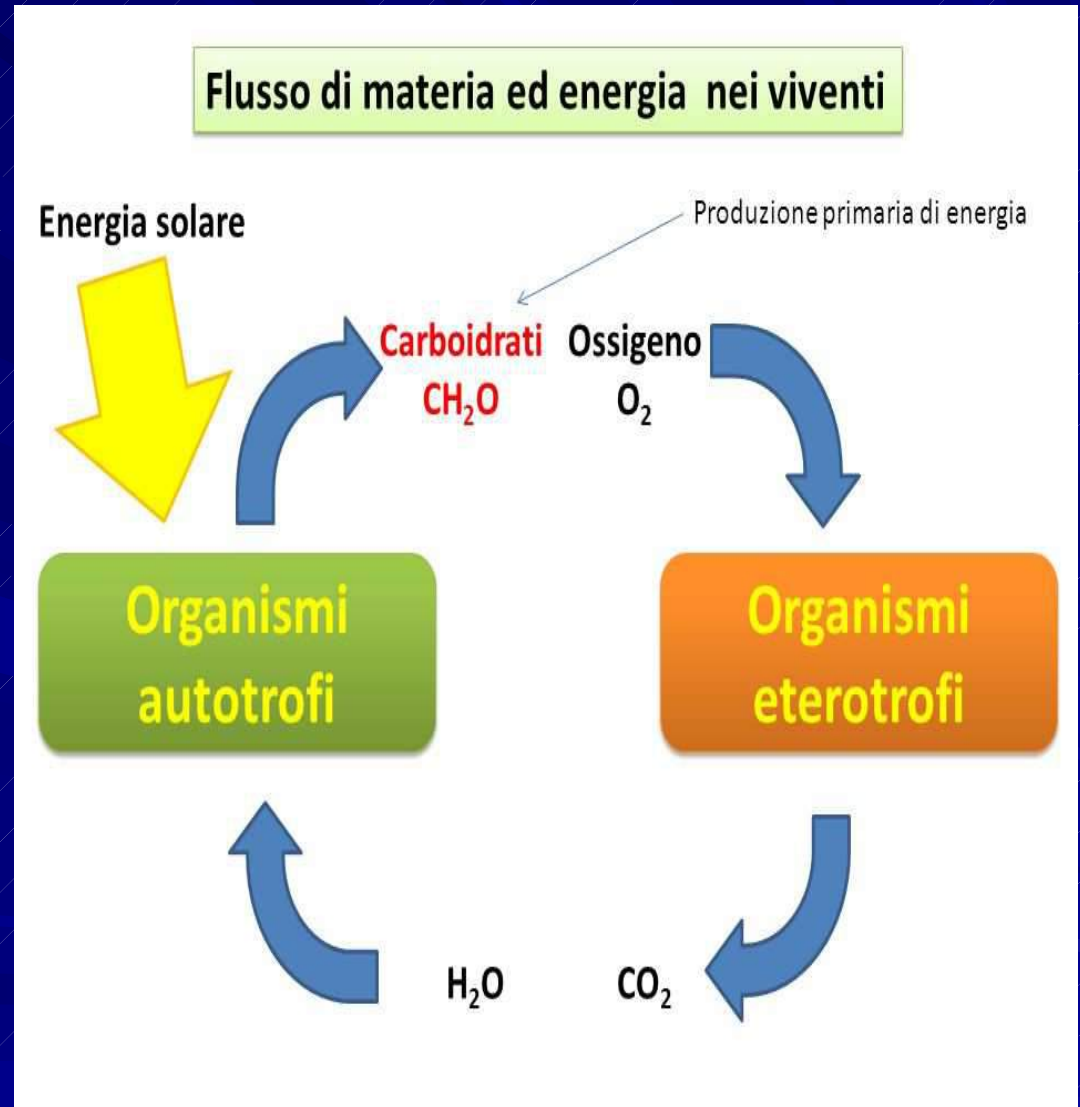 Flusso di materia ed energia nei viventi
Energia solare
Produzione primaria di energia
Carboidrati Ossigeno
CH₂O O₂
Organismi
autotrofi
Organismi
eterotrofi
H₂O CO₂